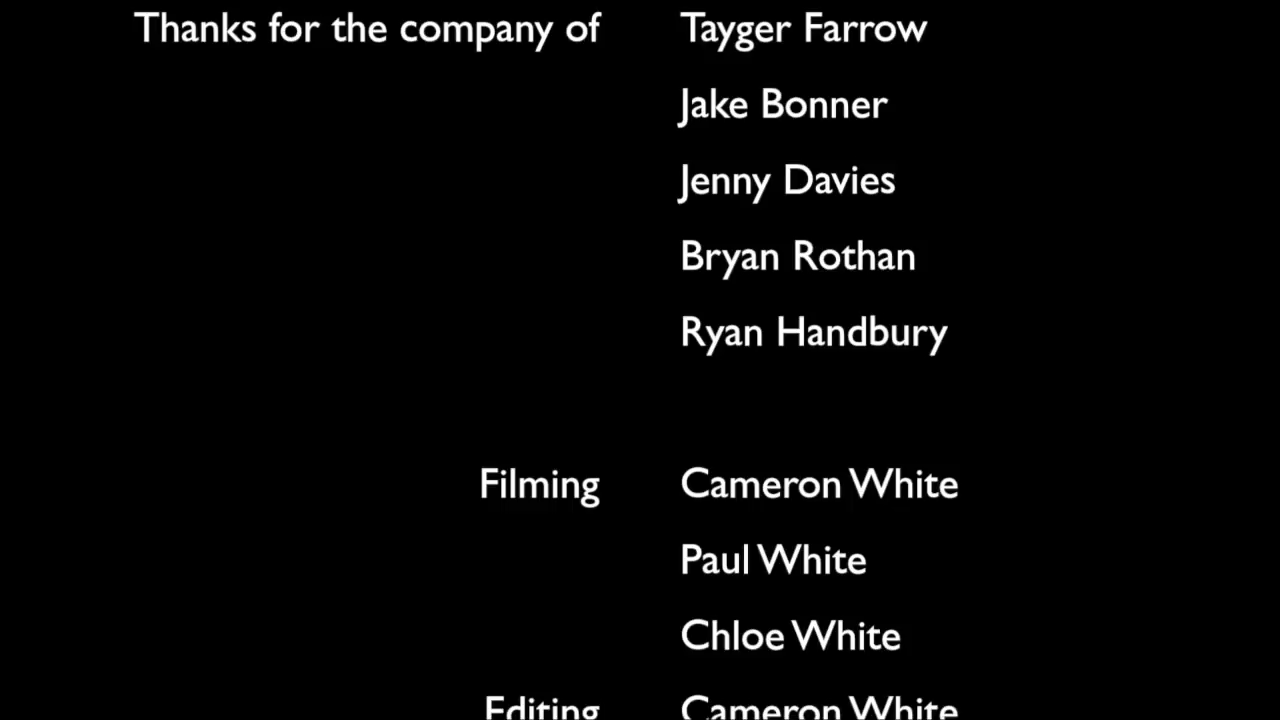 Thanks for the company of Tayger Farrow
Jake Bonner
Jenny Davies
Bryan Rothan
Ryan Handbury
Filming Cameron White
Paul White
Chloe White
Editing Cameron White